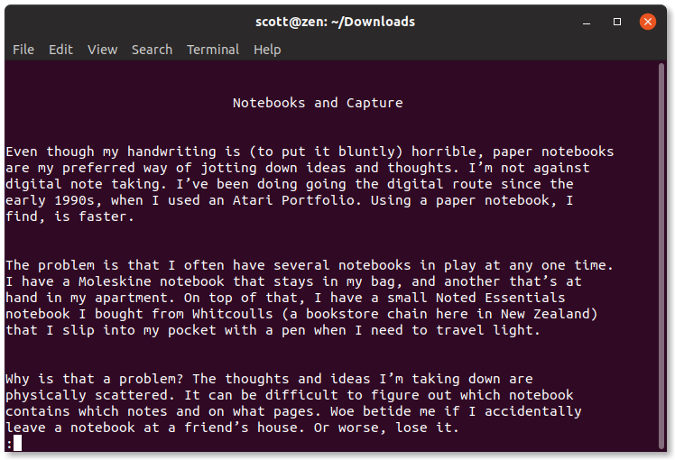 scott@zen: ~/Downloads
File Edit View Search Terminal Help
Notebooks and Capture
Even though my handwriting is (to put it bluntly) horrible, paper notebooks
are my preferred way of jotting down ideas and thoughts. I’m not against
digital note taking. I’ve been doing going the digital route since the
early 1990s, when I used an Atari Portfolio. Using a paper notebook, I
find, is faster.
The problem is that I often have several notebooks in play at any one time.
I have a Moleskine notebook that stays in my bag, and another that’s at
hand in my apartment. On top of that, I have a small Noted Essentials
notebook I bought from Whitcoulls (a bookstore chain here in New Zealand)
that I slip into my pocket with a pen when I need to travel light.
Why is that a problem? The thoughts and ideas I’m taking down are
physically scattered. It can be difficult to figure out which notebook
contains which notes and on what pages. Woe betide me if I accidentally
leave a notebook at a friend’s house. Or worse, lose it.
: